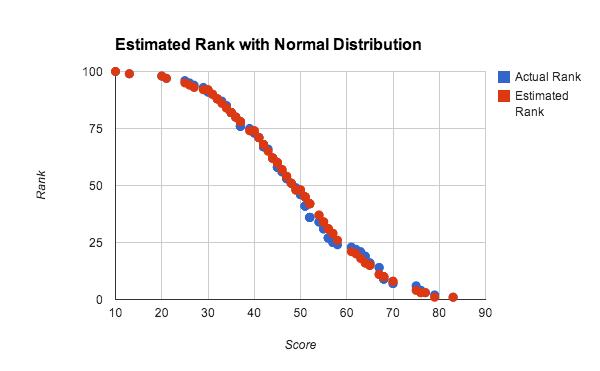 Estimated Rank with Normal Distribution
100
75
50
25
0
Rank
10
20
30
40
50
60
70
80
90
Score
Actual Rank
Estimated
Rank